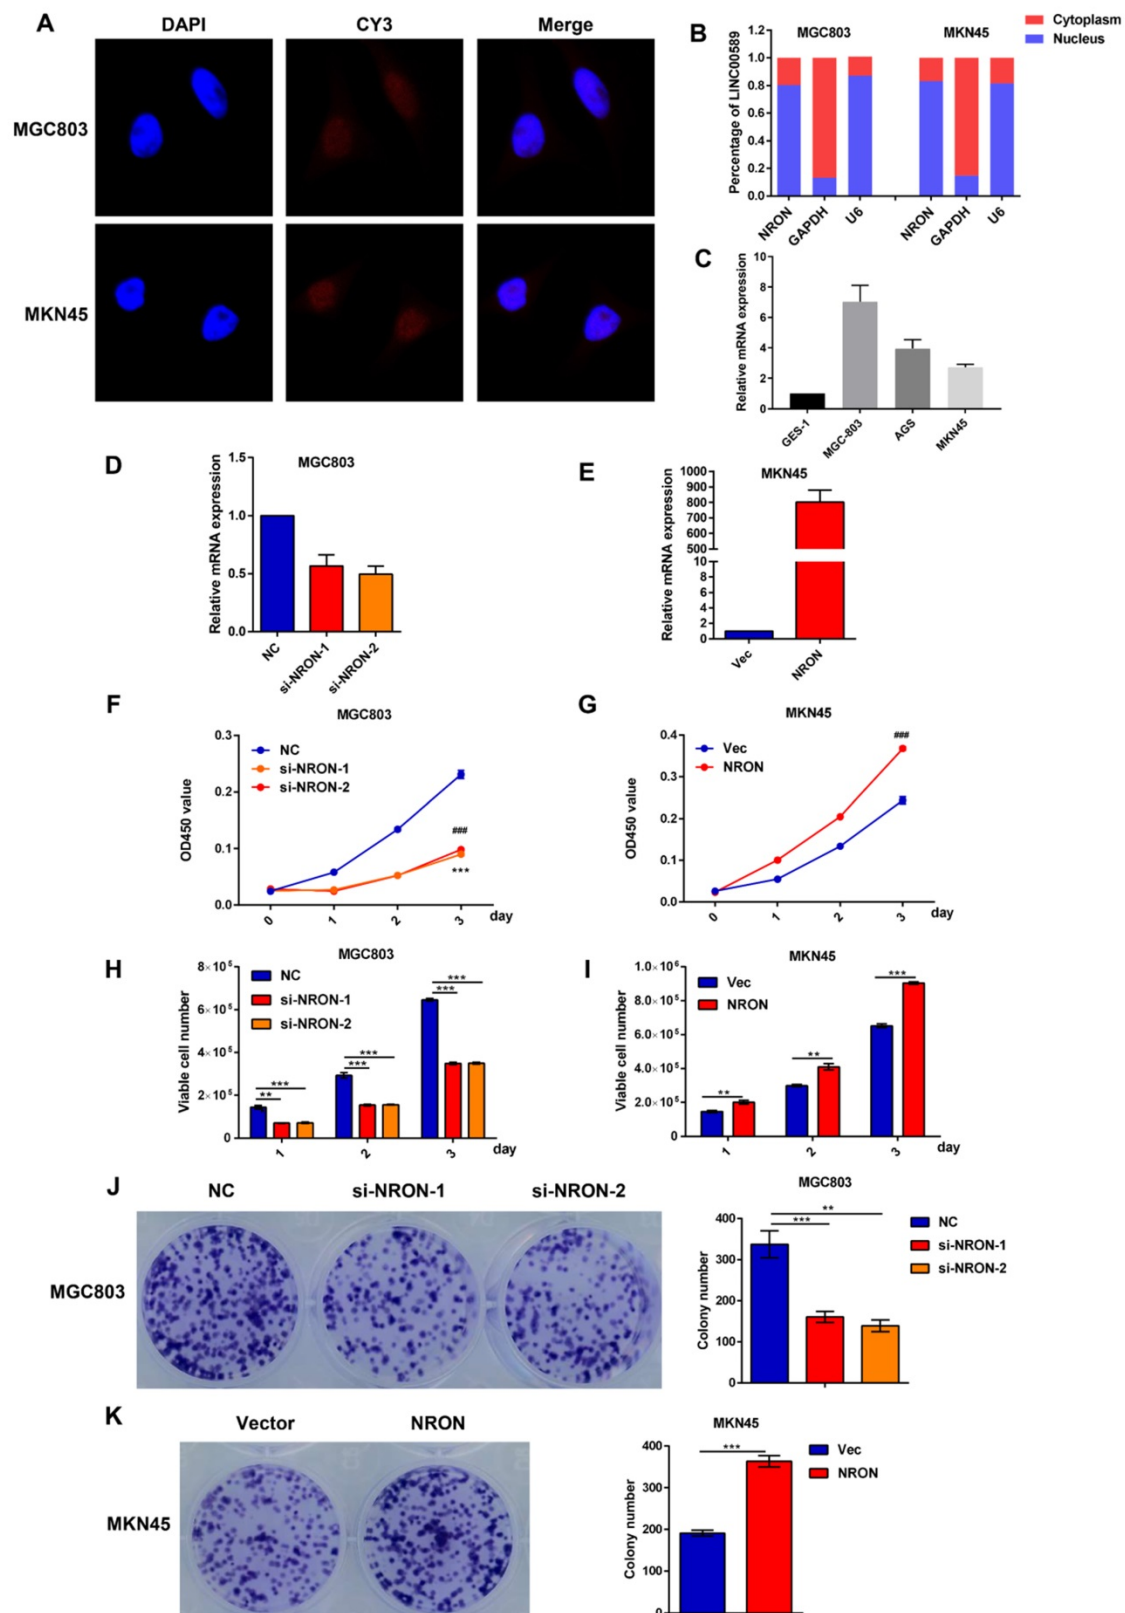 A
DAPI
CY3
Merge
MGC803
MKN45
B
MGC803
MKN45
Cytoplasm
Nucleus
Percentage of LINC00589
1.2
1.0
0.8
0.6
0.4
0.2
0.0
NRON
GAPDH
U6
NRON
GAPDH
U6
C
Relative mRNA expression
10
8
6
4
2
0
GES-1
MGC-803
AGS
MKN45
D
MGC803
Relative mRNA expression
1.5
1.0
0.5
0.0
NC
si-NRON-1
si-NRON-2
E
MKN45
Relative mRNA expression
1000
900
800
700
600
500
10
8
6
4
2
0
Vec
NRON
F
MGC803
OD450 value
0.3
0.2
0.1
0.0
NC
si-NRON-1
si-NRON-2
###
***
0
1
2
3
day
G
MKN45
OD450 value
0.4
0.3
0.2
0.1
0.0
Vec
NRON
###
0
1
2
3
day
H
MGC803
Viable cell number
8×10⁵
6×10⁵
4×10⁵
2×10⁵
0
NC
si-NRON-1
si-NRON-2
***
**
***
***
***
***
1
2
3
day
I
MKN45
Viable cell number
1.0×10⁶
8.0×10⁵
6.0×10⁵
4.0×10⁵
2.0×10⁵
0
Vec
NRON
**
**
***
1
2
3
day
J
NC
si-NRON-1
si-NRON-2
MGC803
MGC803
Colony number
400
300
200
100
0
**
***
NC
si-NRON-1
si-NRON-2
K
Vector
NRON
MKN45
MKN45
Colony number
400
300
200
100
0
***
Vec
NRON